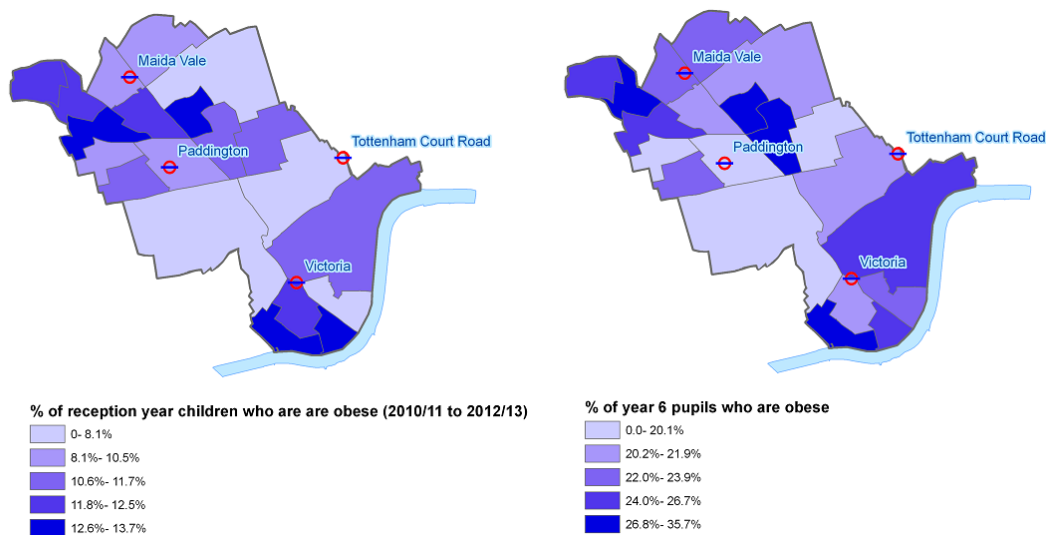 Maida Vale
Paddington
Tottenham Court Road
Victoria
% of reception year children who are are obese (2010/11 to 2012/13)
0- 8.1%
8.1%- 10.5%
10.6%- 11.7%
11.8%- 12.5%
12.6%- 13.7%
Maida Vale
Paddington
Tottenham Court Road
Victoria
% of year 6 pupils who are obese
0.0- 20.1%
20.2%- 21.9%
22.0%- 23.9%
24.0%- 26.7%
26.8%- 35.7%